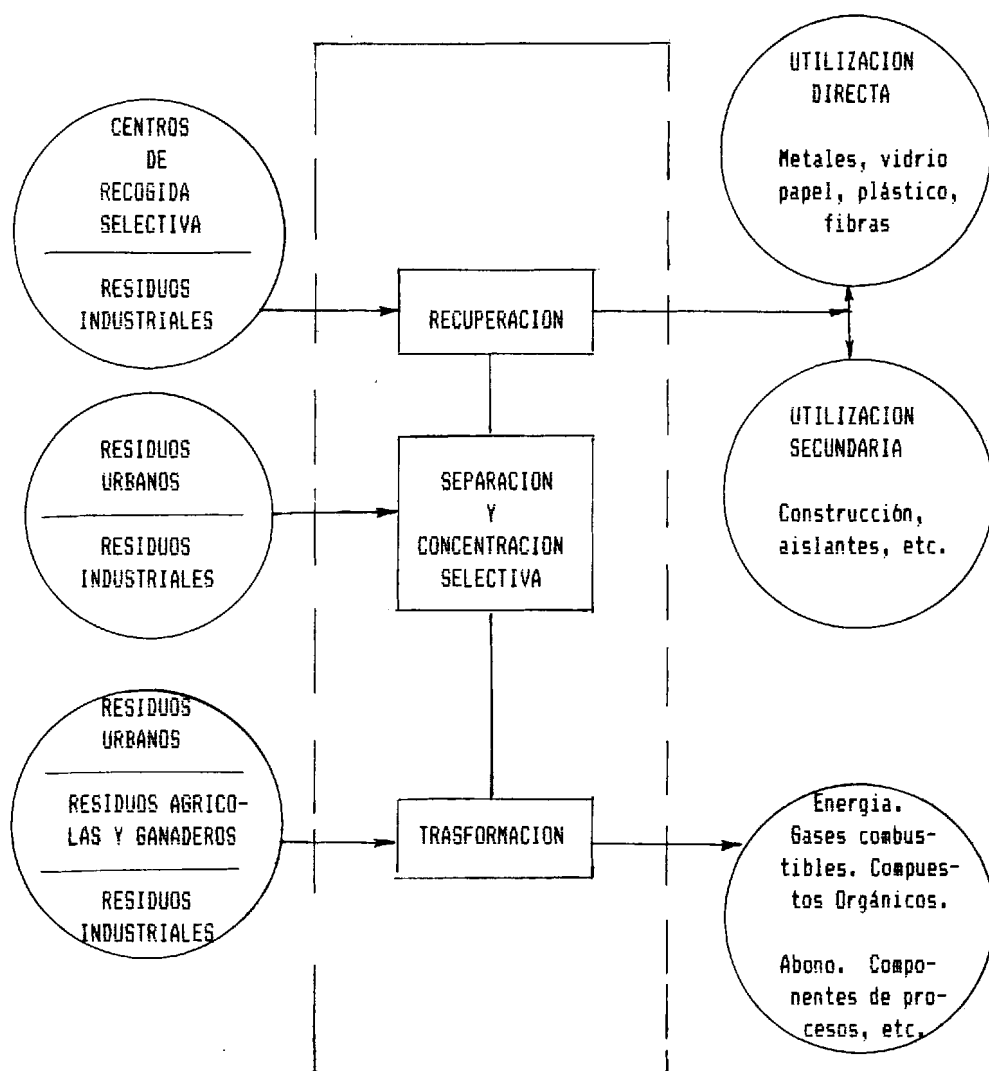 CENTROS
DE
RECOGIDA
SELECTIVA
RESIDUOS
INDUSTRIALES
RESIDUOS
URBANOS
RESIDUOS
INDUSTRIALES
RESIDUOS
URBANOS
RESIDUOS AGRICO-
LAS Y GANADEROS
RESIDUOS
INDUSTRIALES
RECUPERACION
SEPARACION
Y
CONCENTRACION
SELECTIVA
TRASFORMACION
UTILIZACION
DIRECTA
Metales, vidrio
papel, plástico,
fibras
UTILIZACION
SECUNDARIA
Construcción,
aislantes, etc.
Energia.
Gases combus-
tibles. Compues-
tos Orgánicos.
Abono. Compo-
nentes de pro-
cesos, etc.